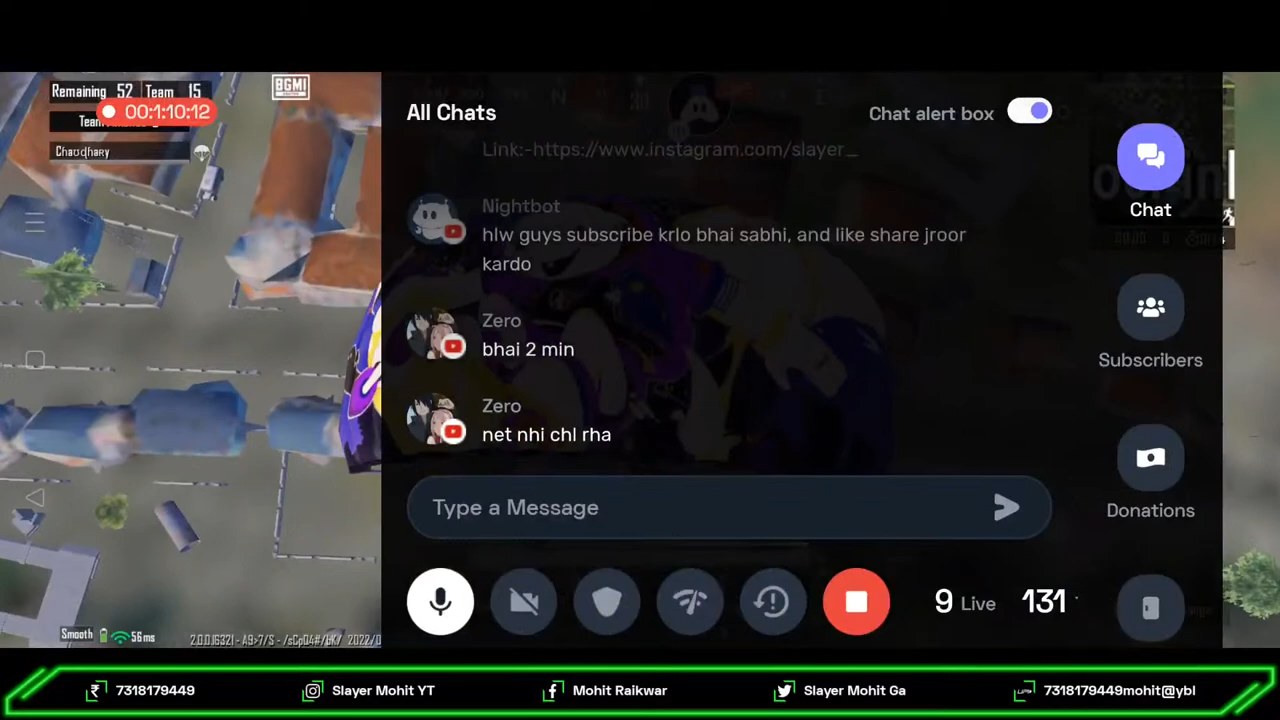 Remaining 52 Team 15
BGMI
00:1:10:12
Chaudhary
All Chats
Chat alert box
Link:-https://www.instagram.com/slayer_
Chat
Nightbot
hlw guys subscribe krlo bhai sabhi, and like share jroor
kardo
Zero
bhai 2 min
Subscribers
Zero
net nhi chl rha
Type a Message
Donations
9 Live 131
Smooth 56 ms
7318179449
Slayer Mohit YT
Mohit Raikwar
Slayer Mohit Ga
7318179449mohit@ybl